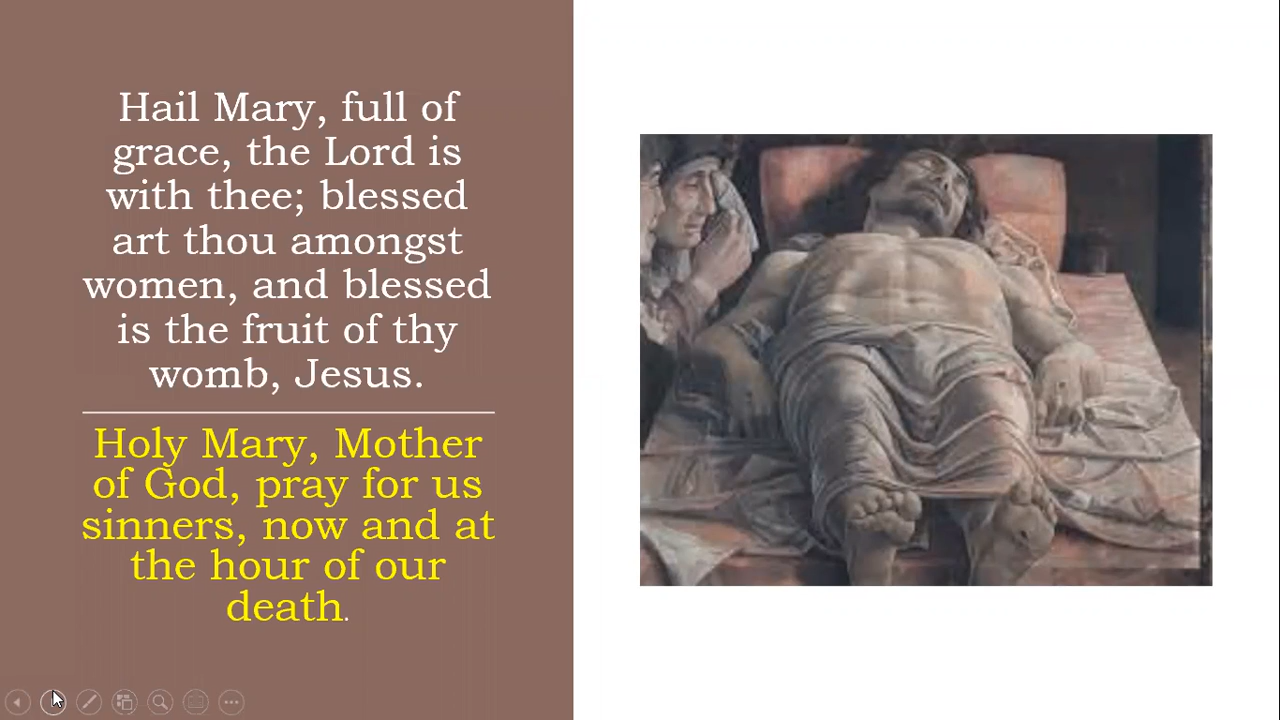 Hail Mary, full of
grace, the Lord is
with thee; blessed
art thou amongst
women, and blessed
is the fruit of thy
womb, Jesus.
Holy Mary, Mother
of God, pray for us
sinners, now and at
the hour of our
death.